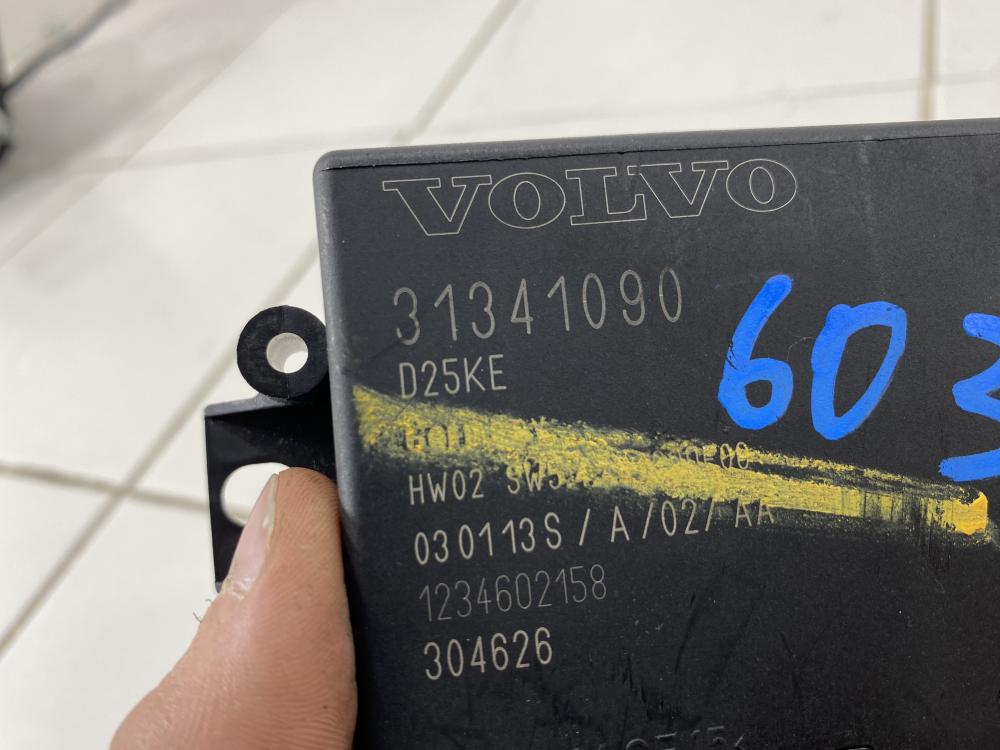 VOLVO
31341090
603
D25KE
HW02
030113S / A / 02 / AA
1234602158
304626